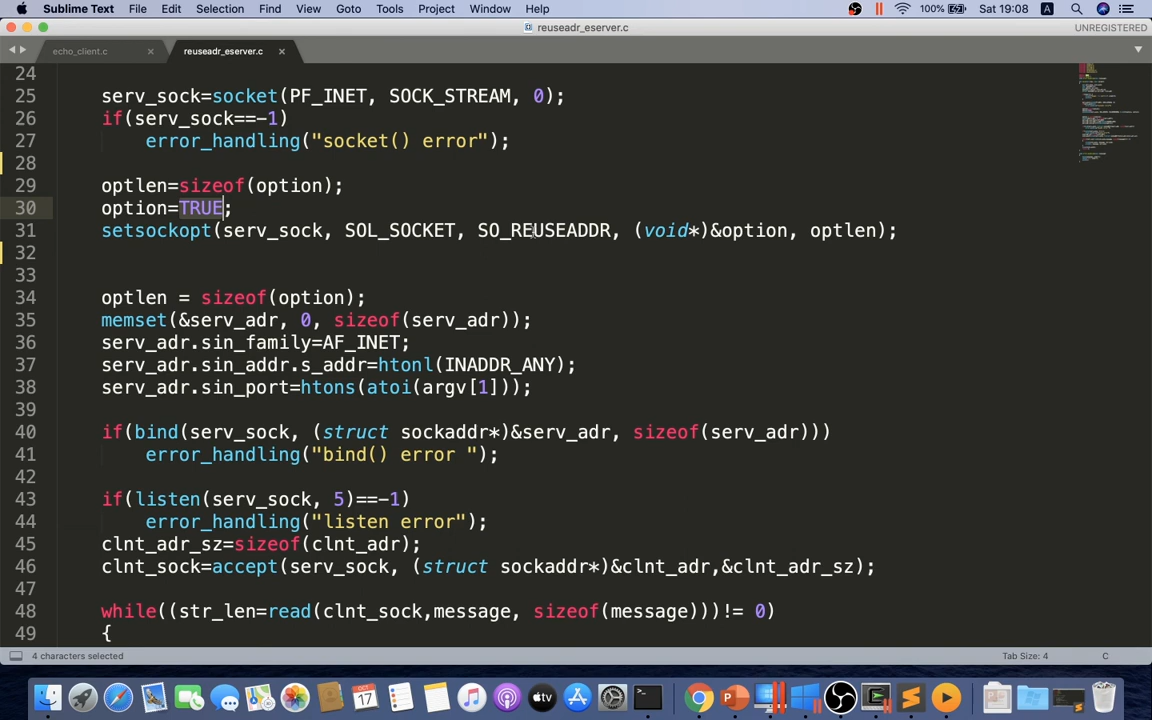 Sublime Text File Edit Selection Find View Goto Tools Project Window Help 100% Sat 19:08 A
reuseadr_eserver.c UNREGISTERED
echo_client.c × reuseadr_eserver.c ×
24
25 serv_sock=socket(PF_INET, SOCK_STREAM, 0);
26 if(serv_sock==-1)
27 error_handling("socket() error");
28
29 optlen=sizeof(option);
30 option=TRUE;
31 setsockopt(serv_sock, SOL_SOCKET, SO_REUSEADDR, (void*)&option, optlen);
32
33
34 optlen = sizeof(option);
35 memset(&serv_adr, 0, sizeof(serv_adr));
36 serv_adr.sin_family=AF_INET;
37 serv_adr.sin_addr.s_addr=htonl(INADDR_ANY);
38 serv_adr.sin_port=htons(atoi(argv[1]));
39
40 if(bind(serv_sock, (struct sockaddr*)&serv_adr, sizeof(serv_adr)))
41 error_handling("bind() error ");
42
43 if(listen(serv_sock, 5)==-1)
44 error_handling("listen error");
45 clnt_adr_sz=sizeof(clnt_adr);
46 clnt_sock=accept(serv_sock, (struct sockaddr*)&clnt_adr,&clnt_adr_sz);
47
48 while((str_len=read(clnt_sock,message, sizeof(message)))!= 0)
49 {
4 characters selected Tab Size: 4 C
OCT 17 tv